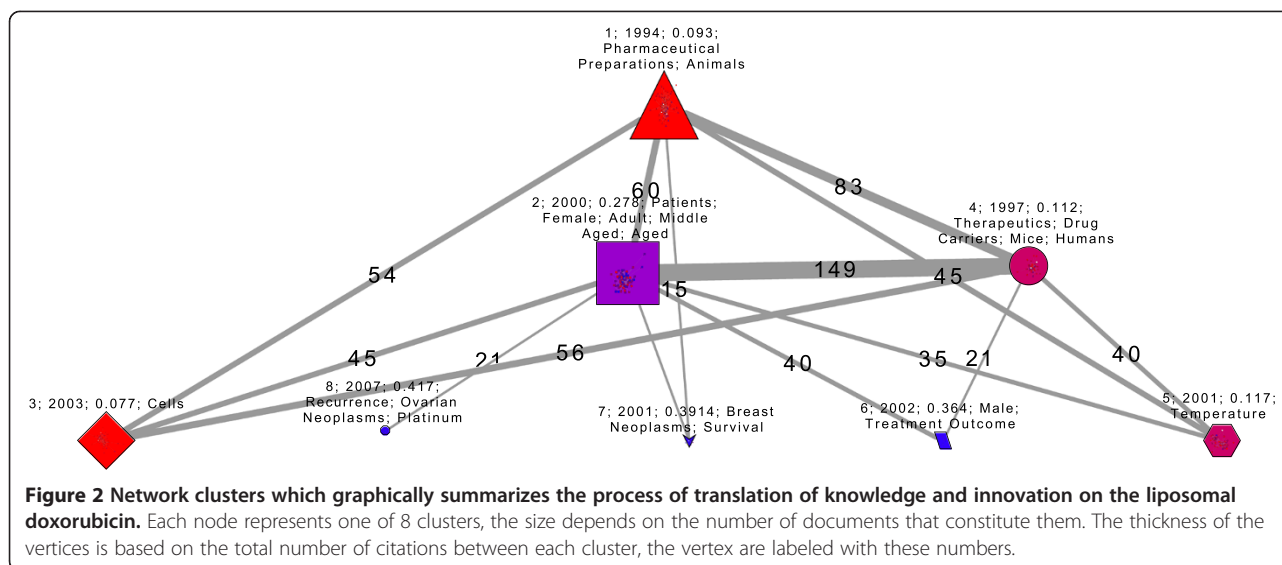 1; 1994; 0.093;
Pharmaceutical
Preparations; Animals
83
60
2; 2000; 0.278; Patients;
Female; Adult; Middle
Aged; Aged
4; 1997; 0.112;
Therapeutics; Drug
Carriers; Mice; Humans
54
149
45
15
45
21
56
40
35
21
40
3; 2003; 0.077; Cells
8; 2007; 0.417;
Recurrence; Ovarian
Neoplasms; Platinum
7; 2001; 0.3914; Breast
Neoplasms; Survival
6; 2002; 0.364; Male;
Treatment Outcome
5; 2001; 0.117;
Temperature
Figure 2 Network clusters which graphically summarizes the process of translation of knowledge and innovation on the liposomal
doxorubicin. Each node represents one of 8 clusters, the size depends on the number of documents that constitute them. The thickness of the
vertices is based on the total number of citations between each cluster, the vertex are labeled with these numbers.